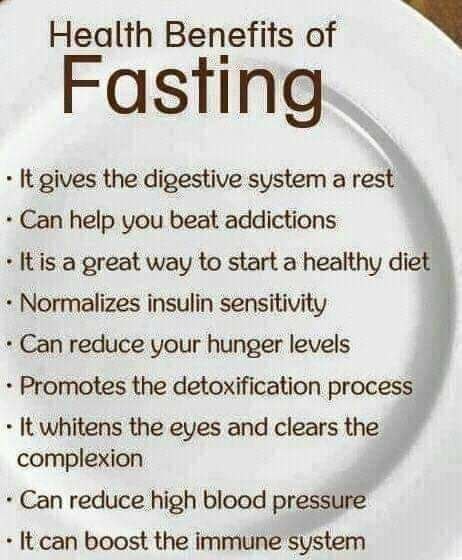 Health Benefits of
Fasting
· It gives the digestive system a rest
· Can help you beat addictions
· It is a great way to start a healthy diet
· Normalizes insulin sensitivity
· Can reduce your hunger levels
· Promotes the detoxification process
· It whitens the eyes and clears the
complexion
· Can reduce high blood pressure
· It can boost the immune system